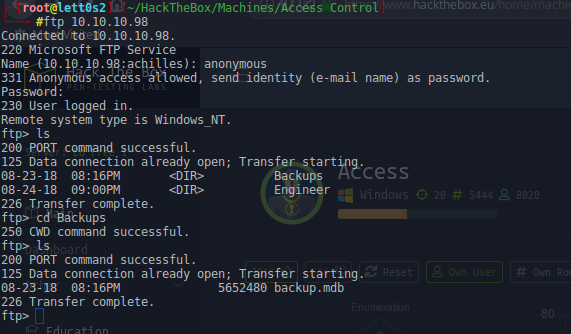 root@lett0s2 ~/HackTheBox/Machines/Access Control
#ftp 10.10.10.98
Connected to 10.10.10.98.
220 Microsoft FTP Service
Name (10.10.10.98:achilles): anonymous
331 Anonymous access allowed, send identity (e-mail name) as password.
Password:
230 User logged in.
Remote system type is Windows_NT.
ftp> ls
200 PORT command successful.
125 Data connection already open; Transfer starting.
08-23-18 08:16PM <DIR> Backups
08-24-18 09:00PM <DIR> Engineer
226 Transfer complete.
ftp> cd Backups
250 CWD command successful.
ftp> ls
200 PORT command successful.
125 Data connection already open; Transfer starting.
08-23-18 08:16PM 5652480 backup.mdb
226 Transfer complete.
ftp>
www.hackthebox.eu/home/machin
Hack The Box
PEN-TESTING LABS
Access
Windows 20 # 5444 8020
Reset
Own User
Own Ro
Enumeration
80
Education